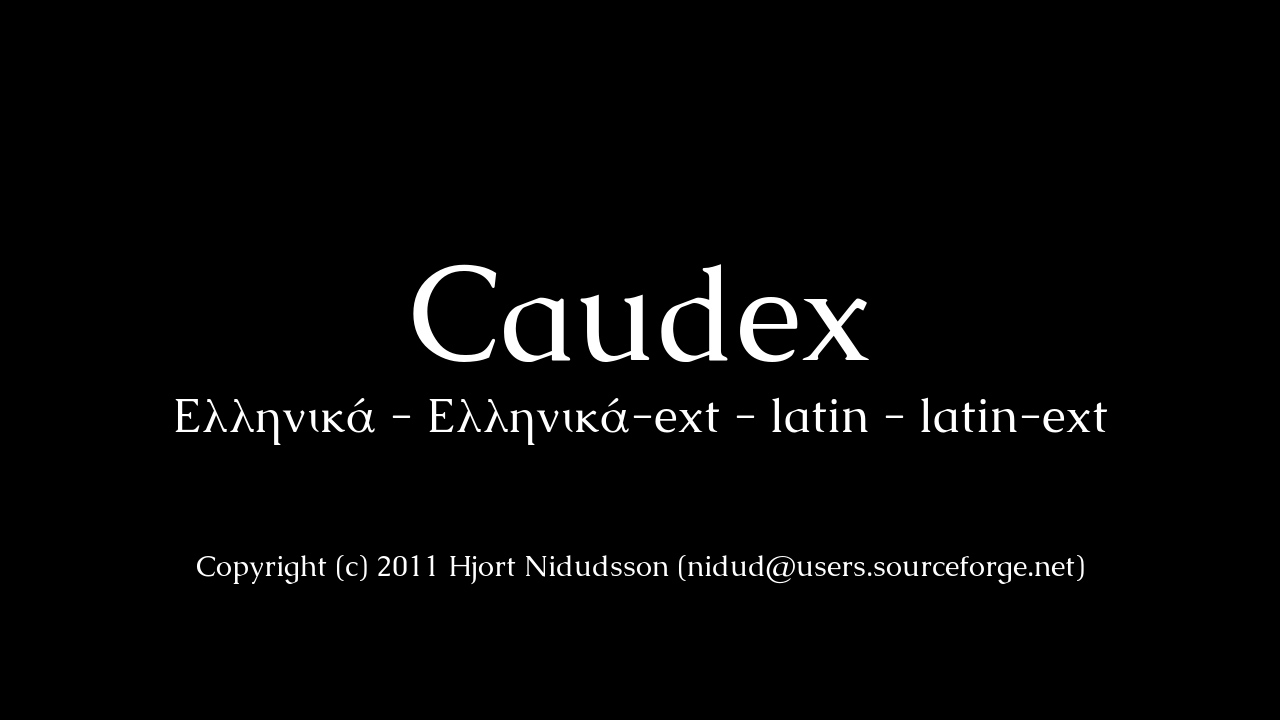 Caudex
Ελληνικά - Ελληνικά-ext - latin - latin-ext
Copyright (c) 2011 Hjort Nidudsson (nidud@users.sourceforge.net)